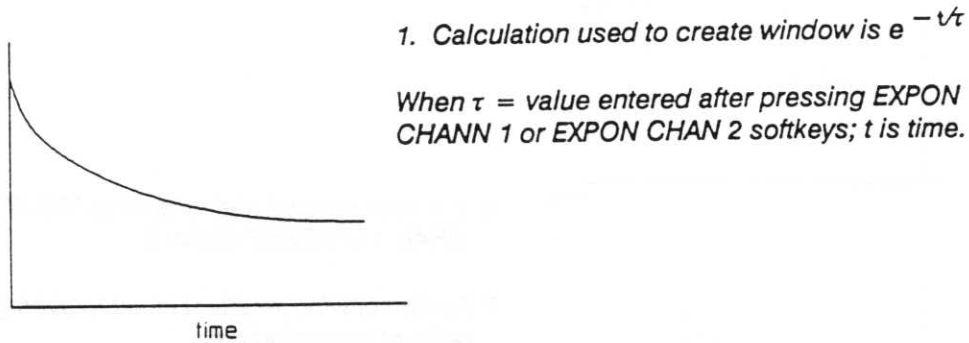 1. Calculation used to create window is e^{-t/τ}
When τ = value entered after pressing EXPON
CHANN 1 or EXPON CHAN 2 softkeys; t is time.
time